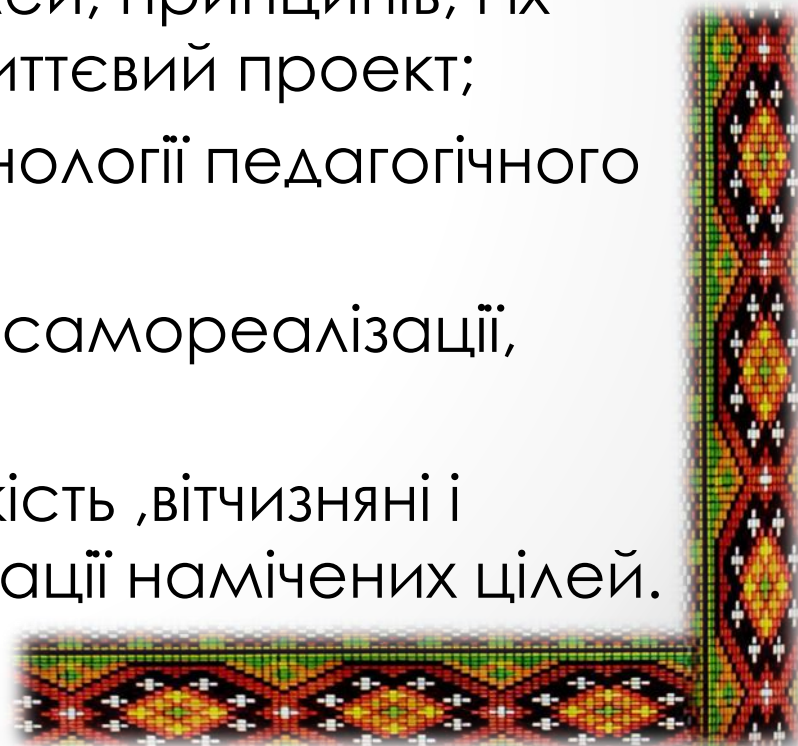 принципів, їх
иттєвий проект;
нології педагогічного
самореалізації,
кість ,вітчизняні і
ації намічених цілей.